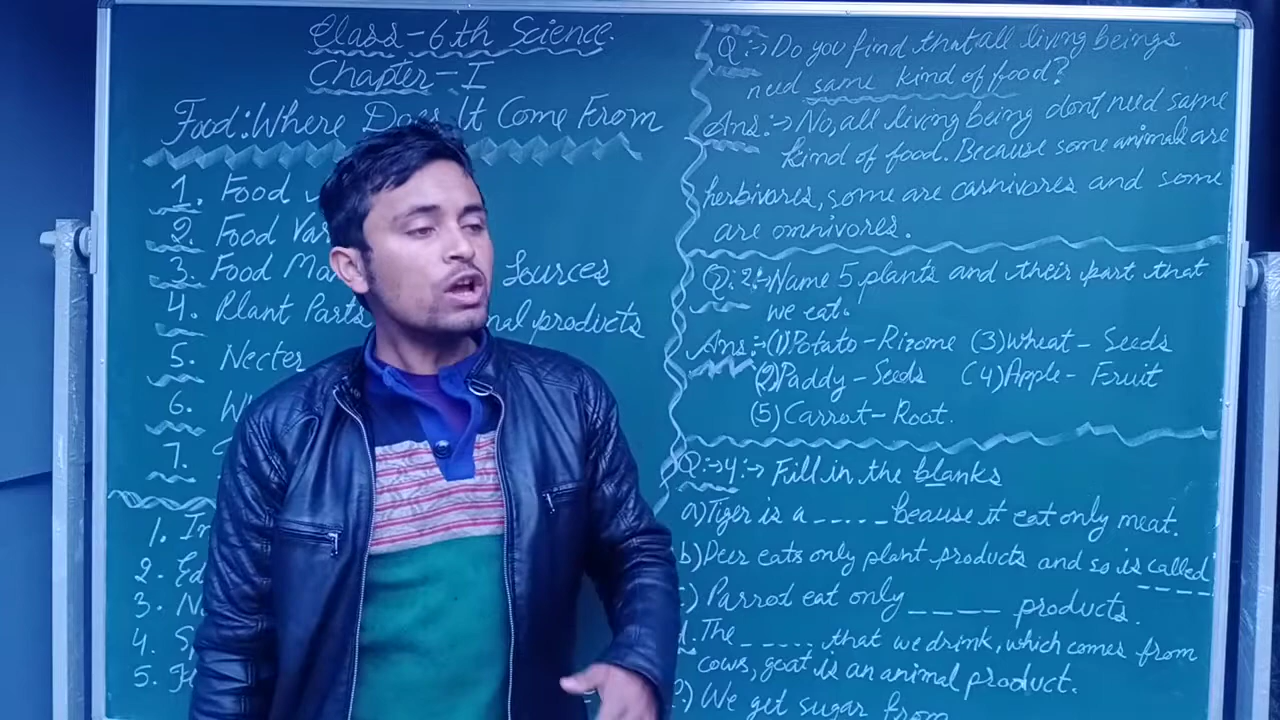 Class-6th Science.
Chapter-I
Food: Where Does It Come From
1. Food
2. Food Var
3. Food Ma Sources
4. Plant Parts nal products
5. Necter
6. Wh
7.
1. In
2. Ed
3. N
4. Sp
5.
Q:-> Do you find that all living beings
need same kind of food?
Ans:-> No, all living being dont need same
kind of food. Because some animals are
herbivores, some are carnivores and some
are omnivores.
Q.2:- Name 5 plants and their part that
we eat.
Ans:- (1) Potato - Rizome (3) Wheat - Seeds
(2) Paddy - Seeds (4) Apple - Fruit
(5) Carrot - Root.
Q:->4:-> Fill in the blanks
a) Tiger is a ----- beause it eat only meat.
b) Deer eats only plant products and so is called
----
c) Parrot eat only ____ products.
d. The ----- that we drink, which comes from
cows, goat is an animal product.
e) We get sugar from